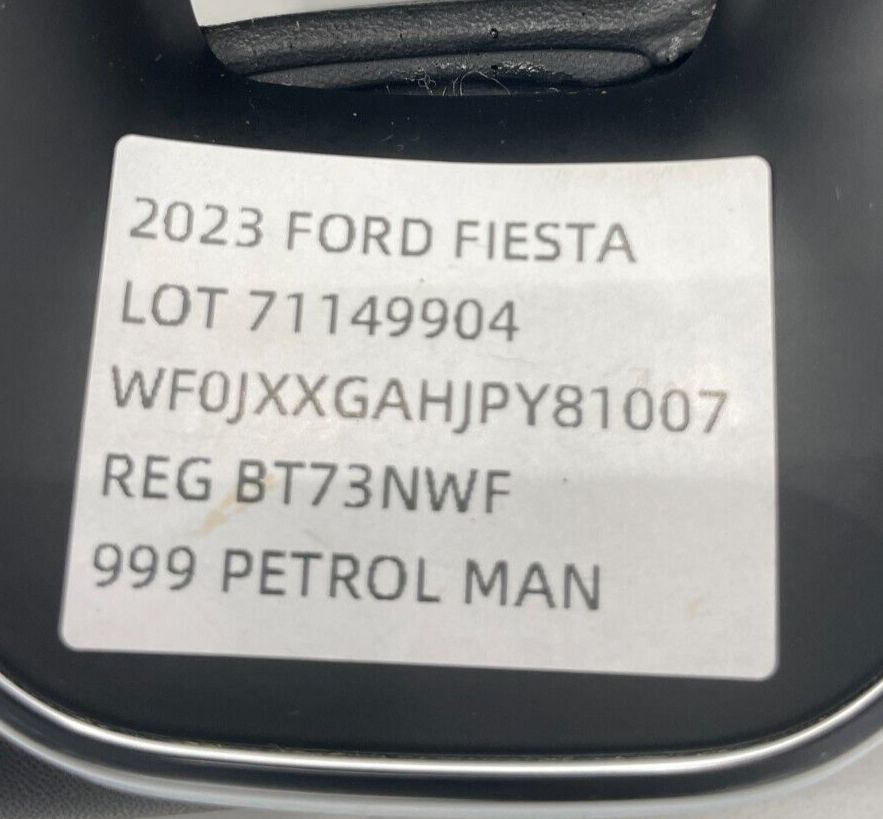 2023 FORD FIESTA
LOT 71149904
WF0JXXGAHJPY81007
REG BT73NWF
999 PETROL MAN